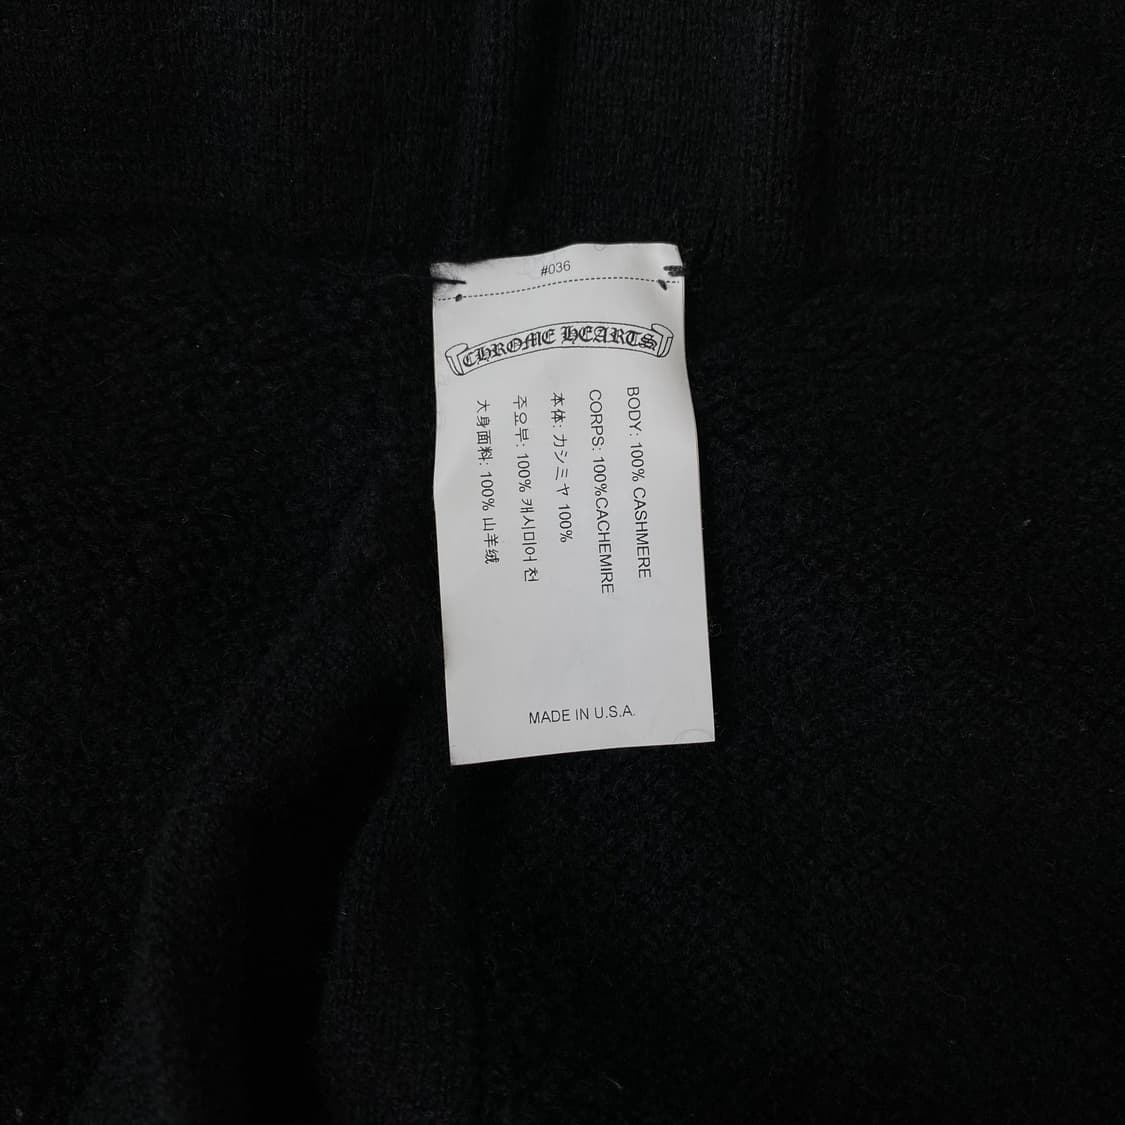 #036
CHROME HEARTS
BODY: 100% CASHMERE
CORPS: 100%CACHEMIRE
本体: カシミヤ 100%
주요부: 100% 캐시미어 천
大身面料: 100% 山羊绒
MADE IN U.S.A.